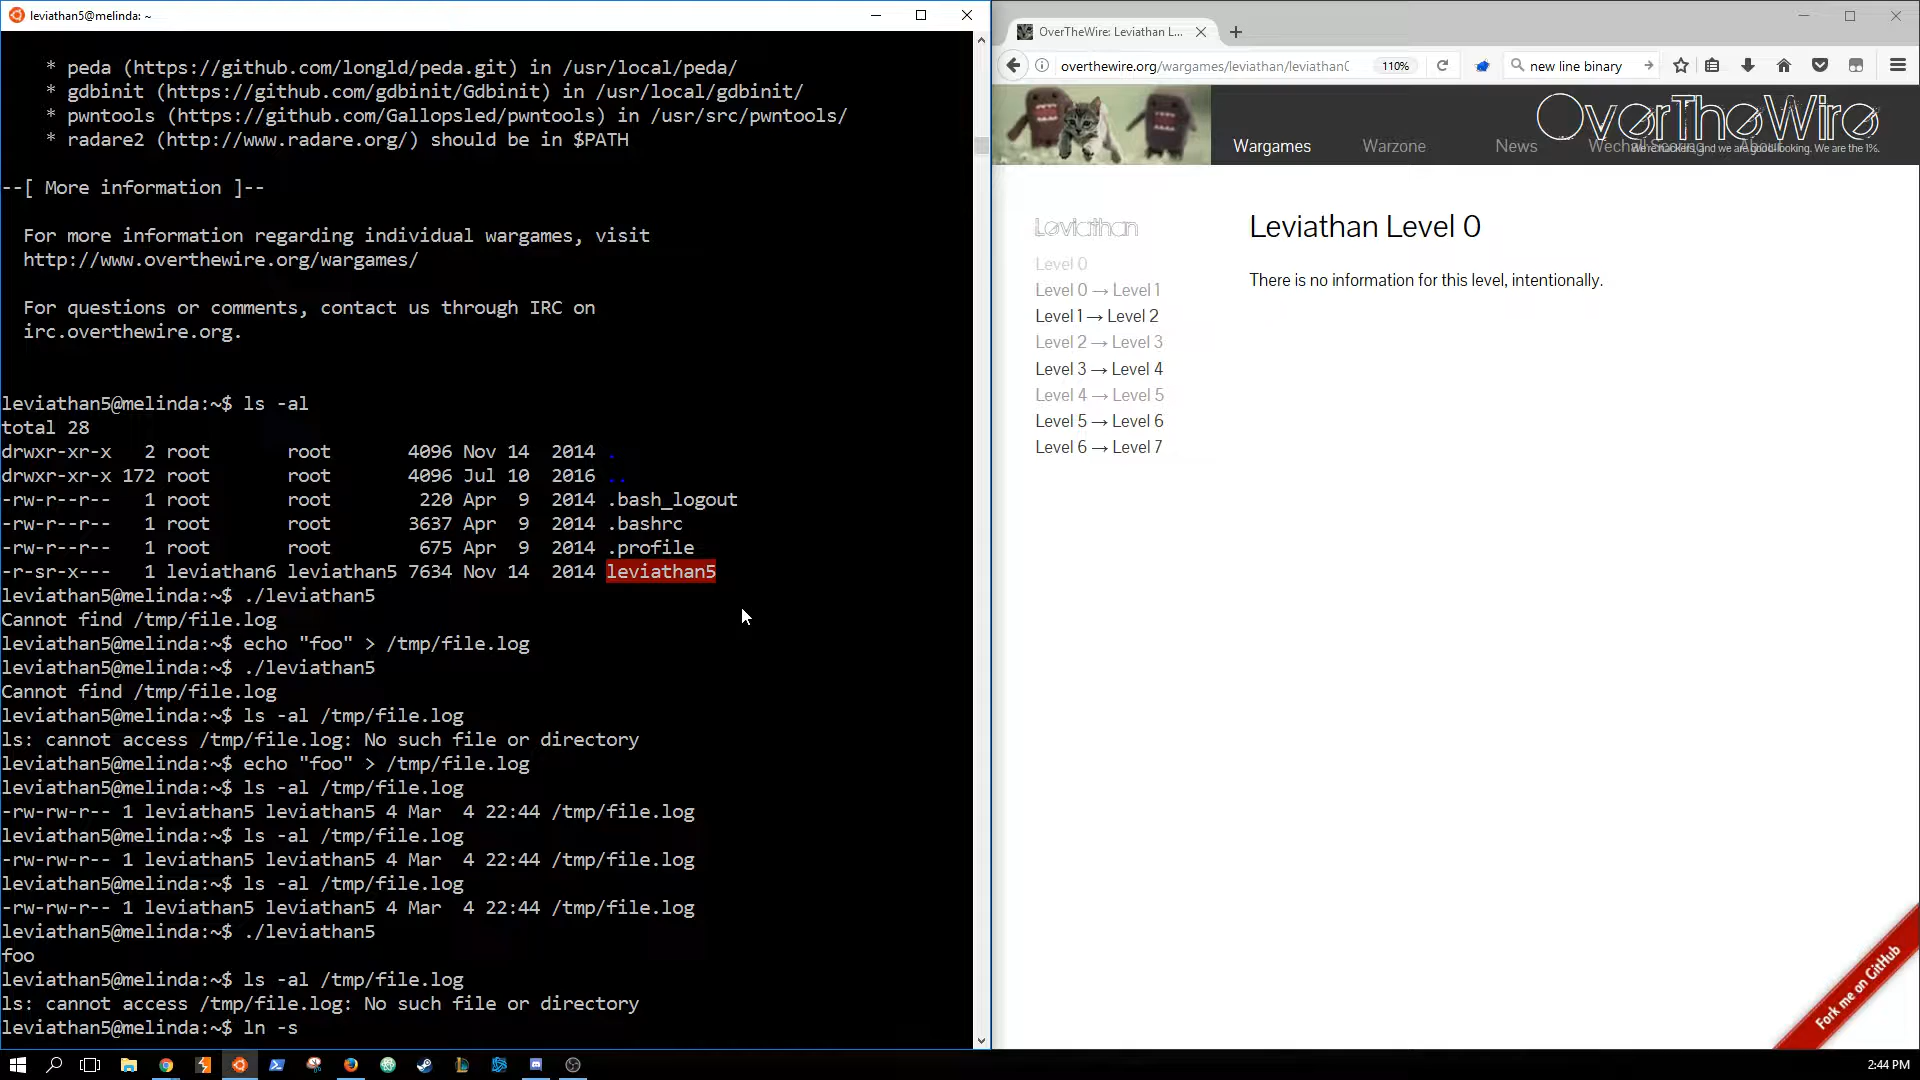 leviathan5@melinda: ~
* peda (https://github.com/longld/peda.git) in /usr/local/peda/
* gdbinit (https://github.com/gdbinit/Gdbinit) in /usr/local/gdbinit/
* pwntools (https://github.com/Gallopsled/pwntools) in /usr/src/pwntools/
* radare2 (http://www.radare.org/) should be in $PATH
--[ More information ]--
For more information regarding individual wargames, visit
http://www.overthewire.org/wargames/
For questions or comments, contact us through IRC on
irc.overthewire.org.
leviathan5@melinda:~$ ls -al
total 28
drwxr-xr-x   2 root       root       4096 Nov 14  2014 .
drwxr-xr-x 172 root       root       4096 Jul 10  2016 ..
-rw-r--r--   1 root       root        220 Apr  9  2014 .bash_logout
-rw-r--r--   1 root       root       3637 Apr  9  2014 .bashrc
-rw-r--r--   1 root       root        675 Apr  9  2014 .profile
-r-sr-x---   1 leviathan6 leviathan5 7634 Nov 14  2014 leviathan5
leviathan5@melinda:~$ ./leviathan5
Cannot find /tmp/file.log
leviathan5@melinda:~$ echo "foo" > /tmp/file.log
leviathan5@melinda:~$ ./leviathan5
Cannot find /tmp/file.log
leviathan5@melinda:~$ ls -al /tmp/file.log
ls: cannot access /tmp/file.log: No such file or directory
leviathan5@melinda:~$ echo "foo" > /tmp/file.log
leviathan5@melinda:~$ ls -al /tmp/file.log
-rw-rw-r-- 1 leviathan5 leviathan5 4 Mar  4 22:44 /tmp/file.log
leviathan5@melinda:~$ ls -al /tmp/file.log
-rw-rw-r-- 1 leviathan5 leviathan5 4 Mar  4 22:44 /tmp/file.log
leviathan5@melinda:~$ ls -al /tmp/file.log
-rw-rw-r-- 1 leviathan5 leviathan5 4 Mar  4 22:44 /tmp/file.log
leviathan5@melinda:~$ ./leviathan5
foo
leviathan5@melinda:~$ ls -al /tmp/file.log
ls: cannot access /tmp/file.log: No such file or directory
leviathan5@melinda:~$ ln -s
OverTheWire: Leviathan L...
overthewire.org/wargames/leviathan/leviathan0
110%
new line binary
OverTheWire
We're hackers, and we are good-looking. We are the 1%.
Wargames Warzone News Wechall Scoring About
Leviathan
Level 0
Level 0 → Level 1
Level 1 → Level 2
Level 2 → Level 3
Level 3 → Level 4
Level 4 → Level 5
Level 5 → Level 6
Level 6 → Level 7
Leviathan Level 0
There is no information for this level, intentionally.
Fork me on GitHub
2:44 PM